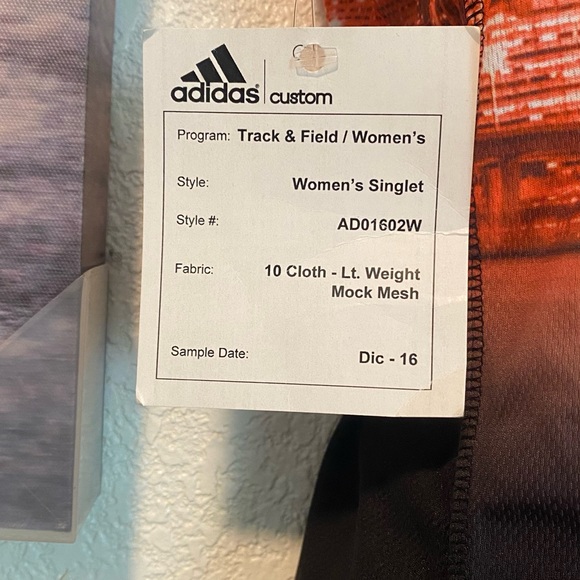 adidas | custom
Program: Track & Field / Women's
Style: Women's Singlet
Style #: AD01602W
Fabric: 10 Cloth - Lt. Weight
Mock Mesh
Sample Date: Dic - 16